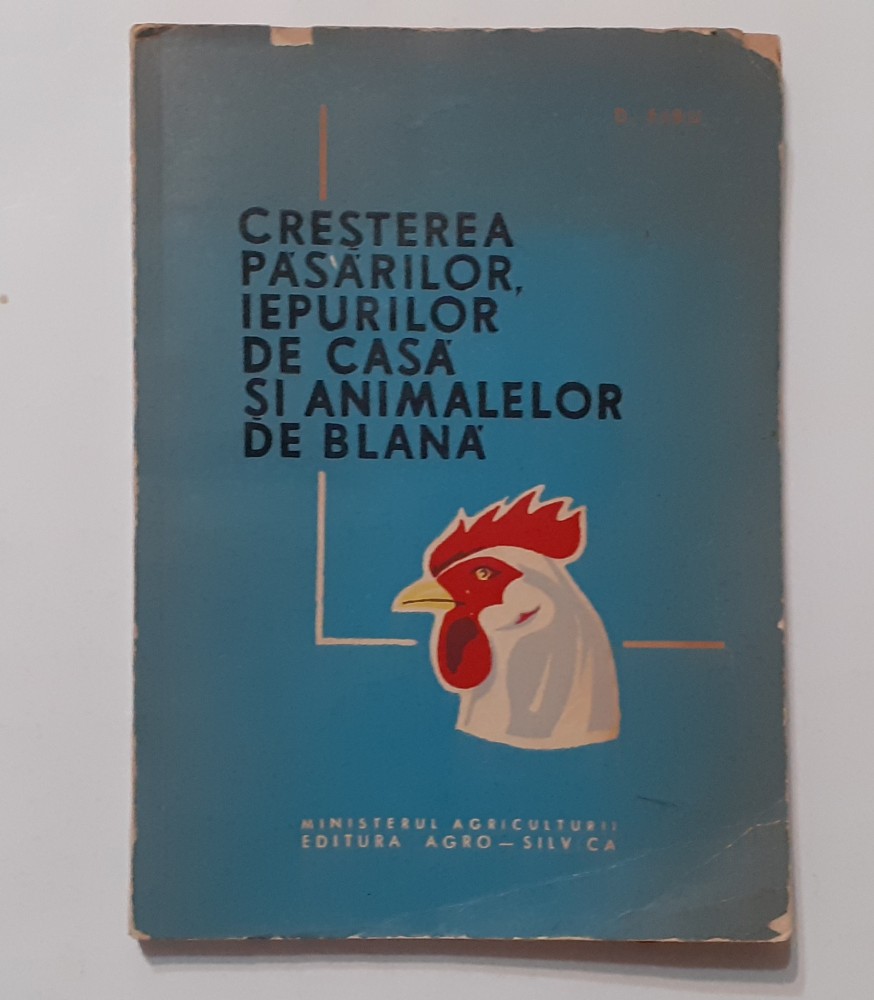 CREȘTEREA
PĂSĂRILOR,
IEPURILOR
DE CASĂ
ȘI ANIMALELOR
DE BLANĂ
MINISTERUL AGRICULTURII
EDITURA AGRO–SILVICA